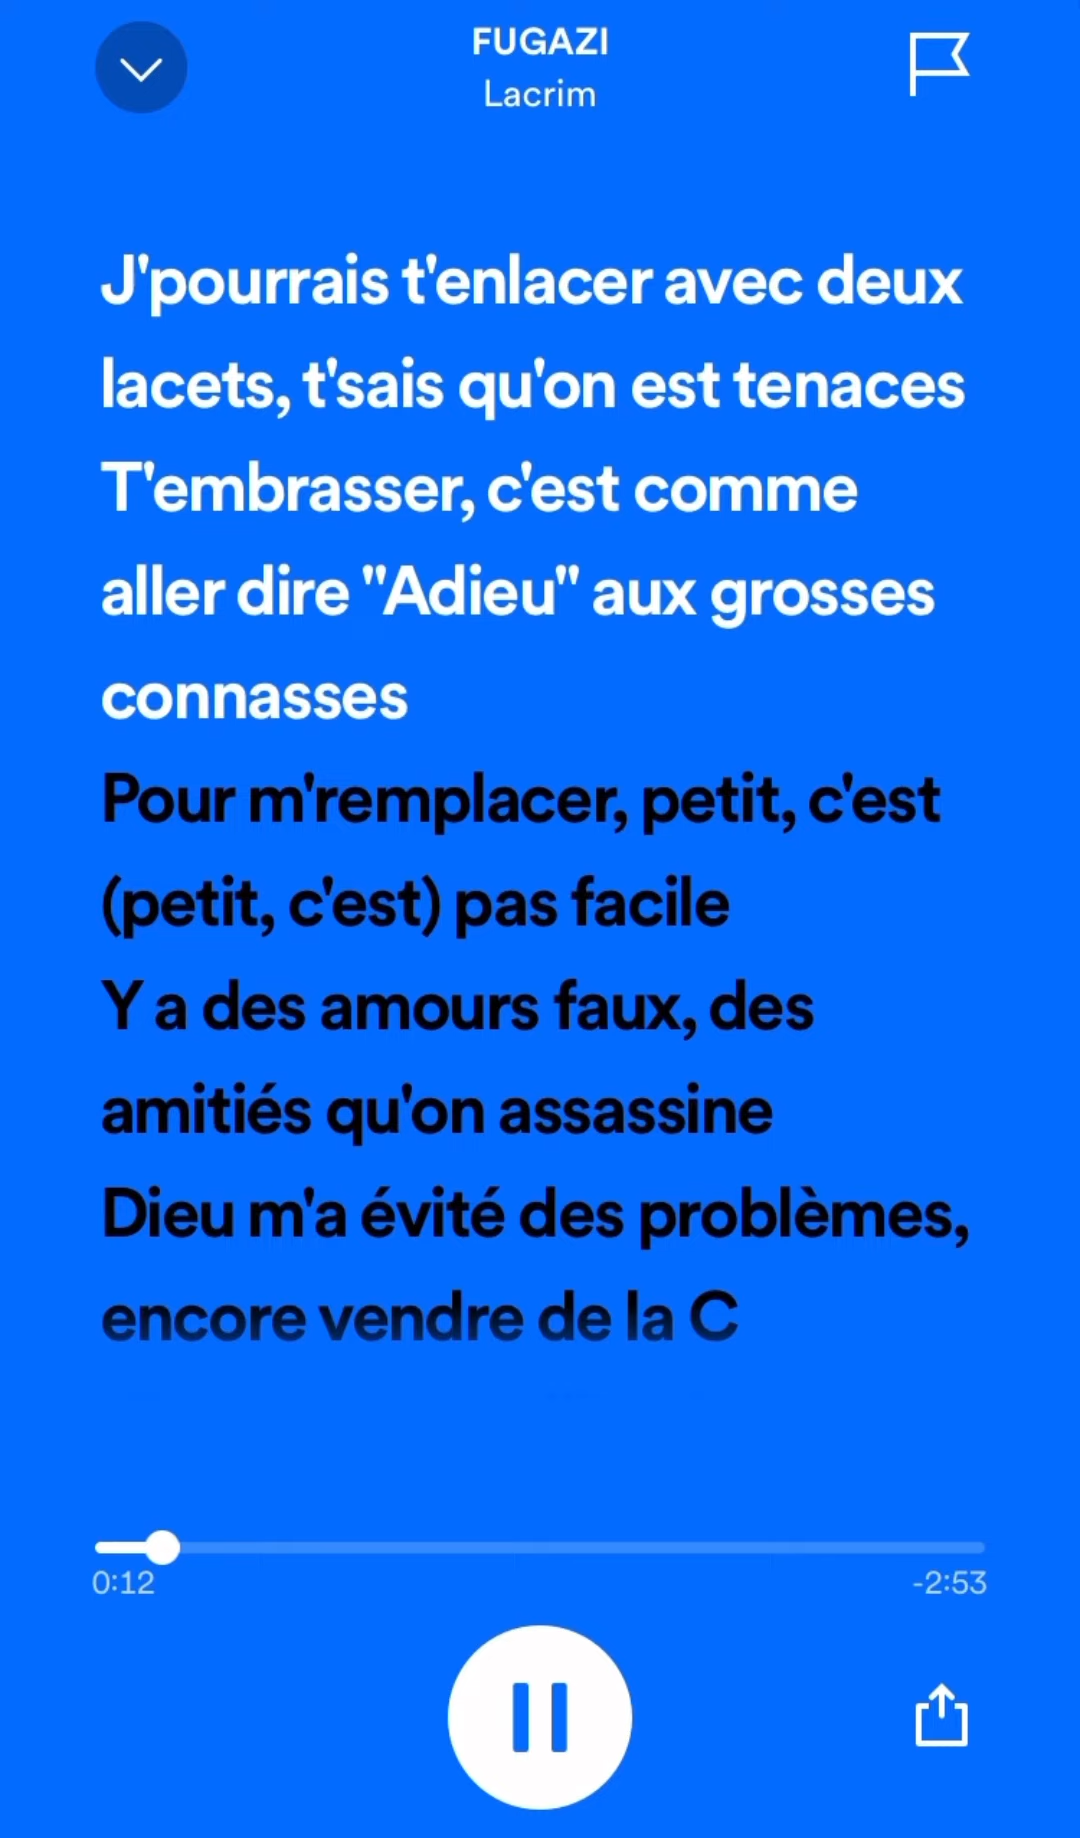 FUGAZI
Lacrim
J'pourrais t'enlacer avec deux
lacets, t'sais qu'on est tenaces
T'embrasser, c'est comme
aller dire "Adieu" aux grosses
connasses
Pour m'remplacer, petit, c'est
(petit, c'est) pas facile
Y a des amours faux, des
amitiés qu'on assassine
Dieu m'a évité des problèmes,
encore vendre de la C
0:12
-2:53